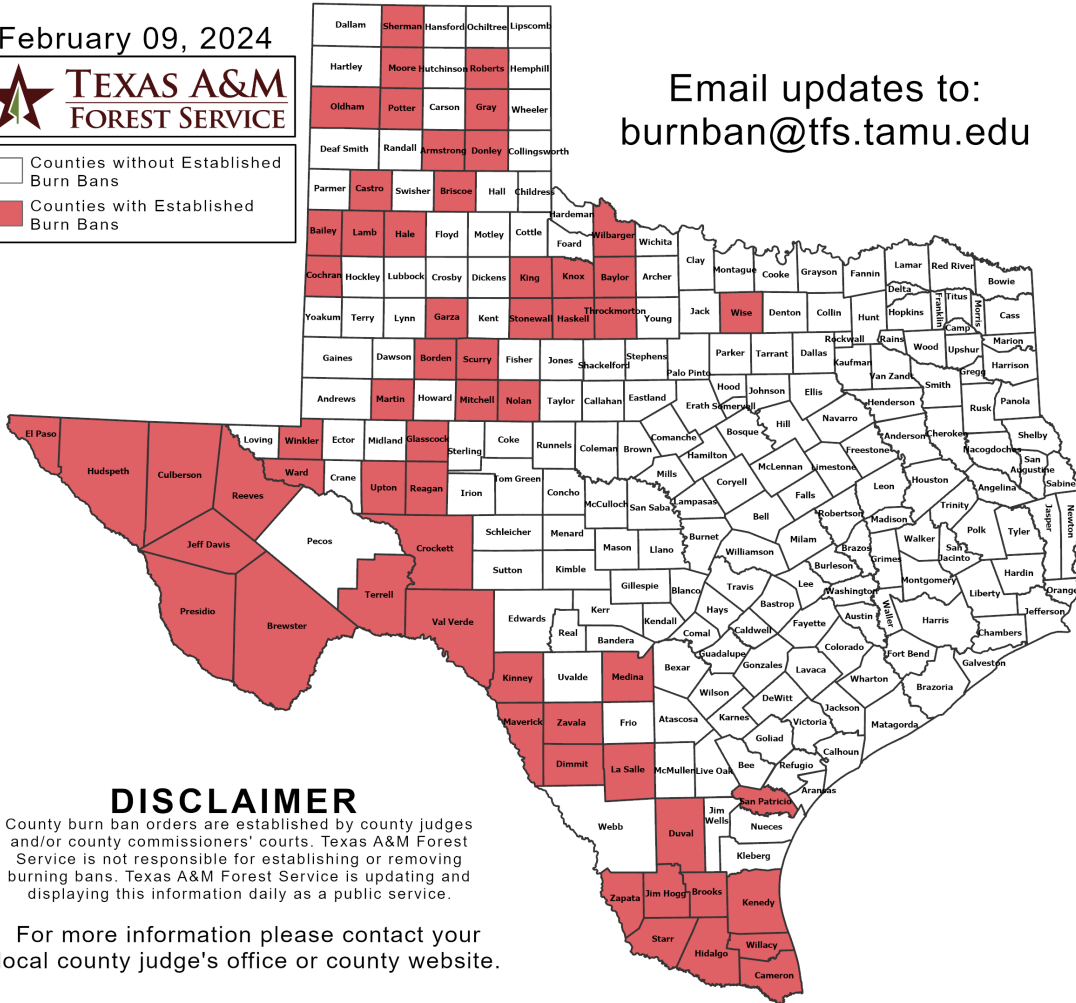 February 09, 2024
TEXAS A&M
FOREST SERVICE
Counties without Established
Burn Bans
Counties with Established
Burn Bans
Email updates to:
burnban@tfs.tamu.edu
Dallam Sherman Hansford Ochiltree Lipscomb
Hartley Moore Hutchinson Roberts Hemphill
Oldham Potter Carson Gray Wheeler
Deaf Smith Randall Armstrong Donley Collingsworth
Parmer Castro Swisher Briscoe Hall Childress
Hardeman
Bailey Lamb Hale Floyd Motley Cottle Foard Wilbarger Wichita
Clay Montague Cooke Grayson Fannin Lamar Red River Bowie
Cochran Hockley Lubbock Crosby Dickens King Knox Baylor Archer
Delta Franklin Titus Morris
Yoakum Terry Lynn Garza Kent Stonewall Haskell Throckmorton Young Jack Wise Denton Collin Hunt Hopkins Camp Cass
Rockwall Rains Wood Upshur Marion
Gaines Dawson Borden Scurry Fisher Jones Shackelford Stephens Palo Pinto Parker Tarrant Dallas Kaufman Van Zandt Smith Gregg Harrison
Andrews Martin Howard Mitchell Nolan Taylor Callahan Eastland Erath Hood Somervell Johnson Ellis Henderson Rusk Panola
El Paso Hudspeth Culberson Reeves Loving Winkler Ector Midland Glasscock Sterling Coke Runnels Coleman Brown Comanche Hamilton Bosque Hill Navarro Freestone Anderson Cherokee Nacogdoches Shelby
San Augustine Sabine
Ward Crane Upton Reagan Irion Tom Green Concho McCulloch San Saba Mills Lampasas Coryell McLennan Limestone Falls Leon Houston Angelina
Jeff Davis Pecos Crockett Schleicher Menard Mason Llano Burnet Bell Milam Robertson Madison Trinity Polk Tyler Jasper Newton
Presidio Brewster Terrell Sutton Kimble Gillespie Blanco Williamson Travis Lee Burleson Brazos Grimes Walker San Jacinto Hardin
Val Verde Edwards Real Kerr Bandera Kendall Comal Hays Caldwell Bastrop Fayette Washington Austin Waller Montgomery Harris Liberty Orange Jefferson Chambers
Kinney Uvalde Medina Bexar Guadalupe Gonzales Lavaca Colorado Wharton Fort Bend Brazoria Galveston
Maverick Zavala Frio Atascosa Wilson Karnes DeWitt Victoria Jackson Matagorda
Dimmit La Salle McMullen Live Oak Bee Goliad Refugio Calhoun
Aransas
Webb Duval Jim Wells San Patricio Nueces
Kleberg
Zapata Jim Hogg Brooks Kenedy
Starr Hidalgo Willacy
Cameron
DISCLAIMER
County burn ban orders are established by county judges
and/or county commissioners' courts. Texas A&M Forest
Service is not responsible for establishing or removing
burning bans. Texas A&M Forest Service is updating and
displaying this information daily as a public service.
For more information please contact your
local county judge's office or county website.